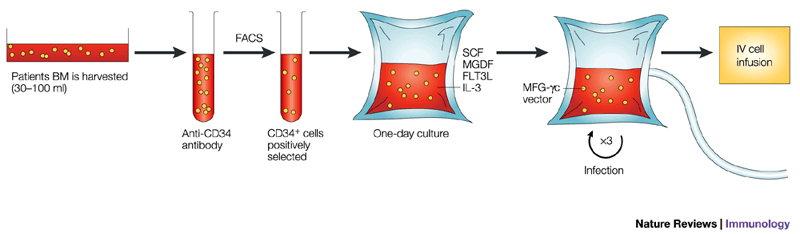 Patients BM is harvested
(30–100 ml)
Anti-CD34
antibody
FACS
CD34+ cells
positively
selected
SCF
MGDF
FLT3L
IL-3
One-day culture
MFG-γc
vector
×3
Infection
IV cell
infusion
Nature Reviews | Immunology